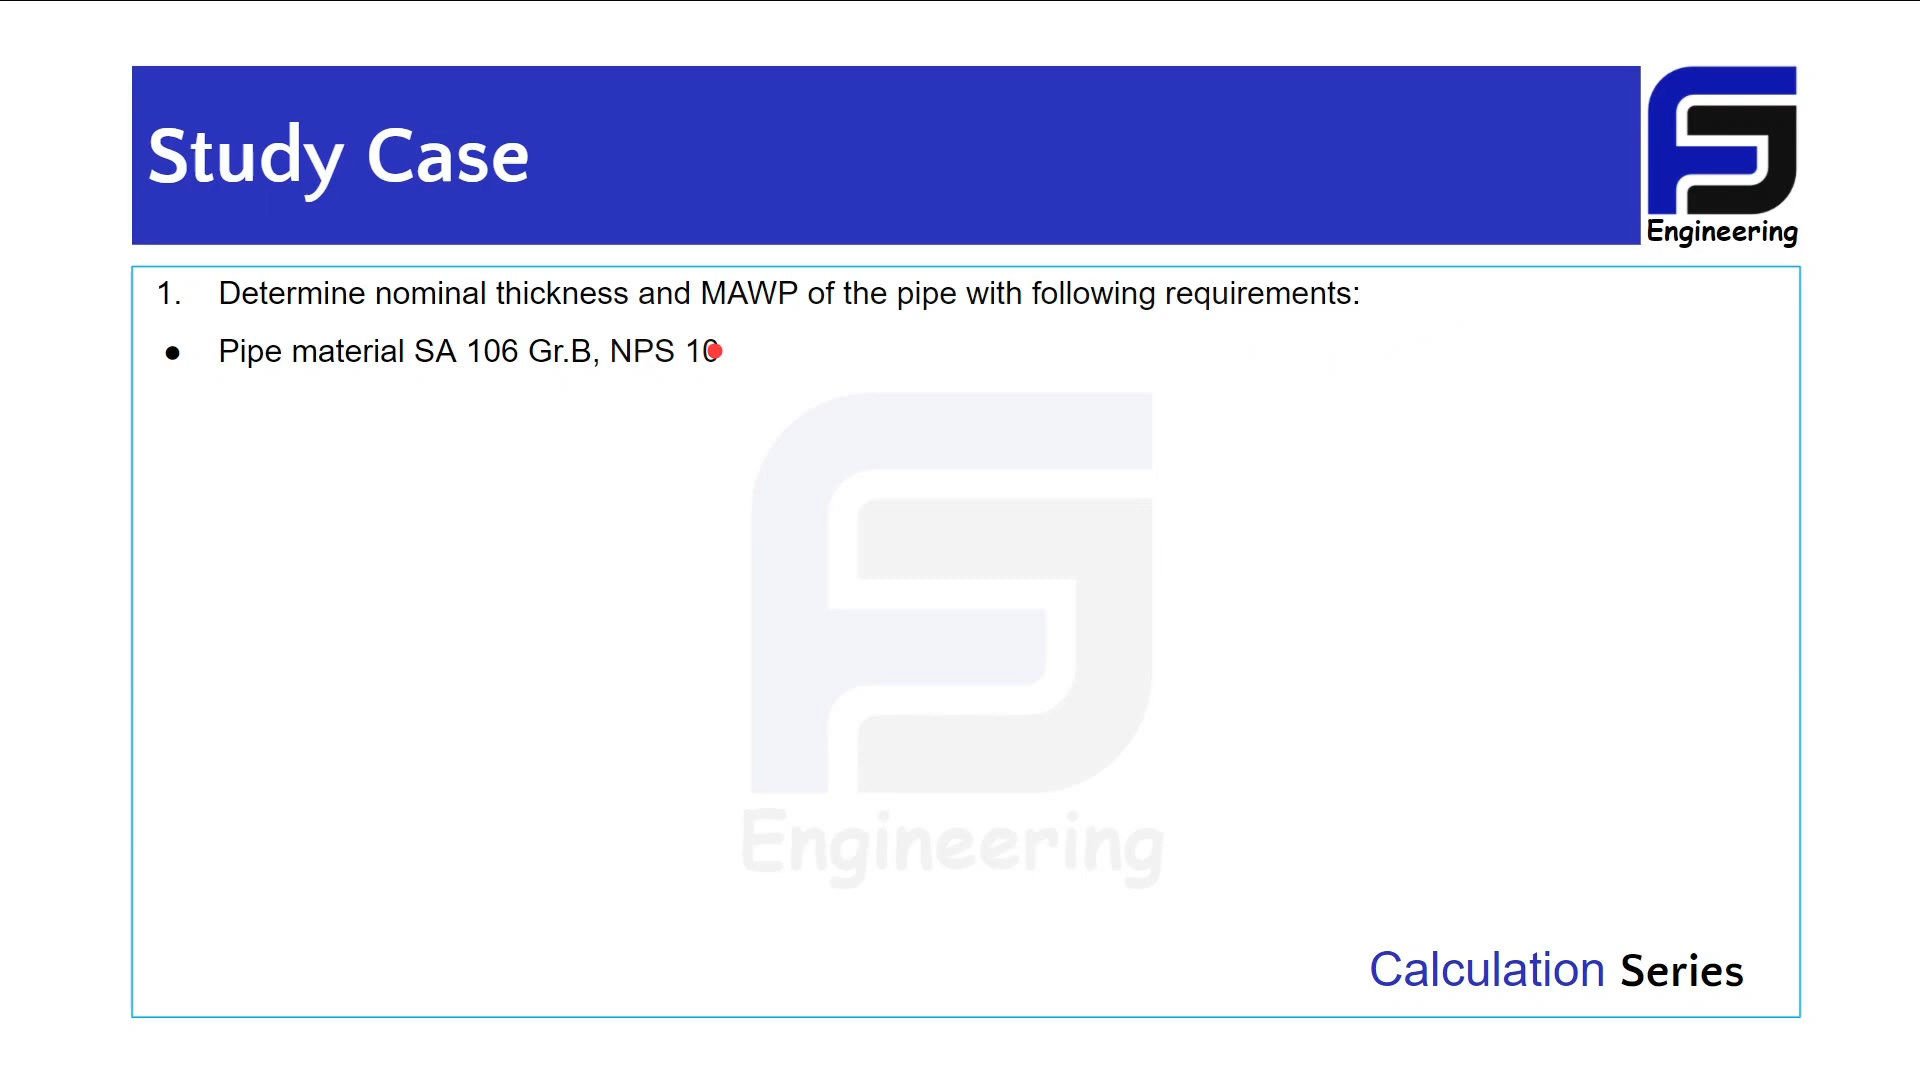 Study Case
Engineering
1. Determine nominal thickness and MAWP of the pipe with following requirements:
● Pipe material SA 106 Gr.B, NPS 10
Engineering
Calculation Series